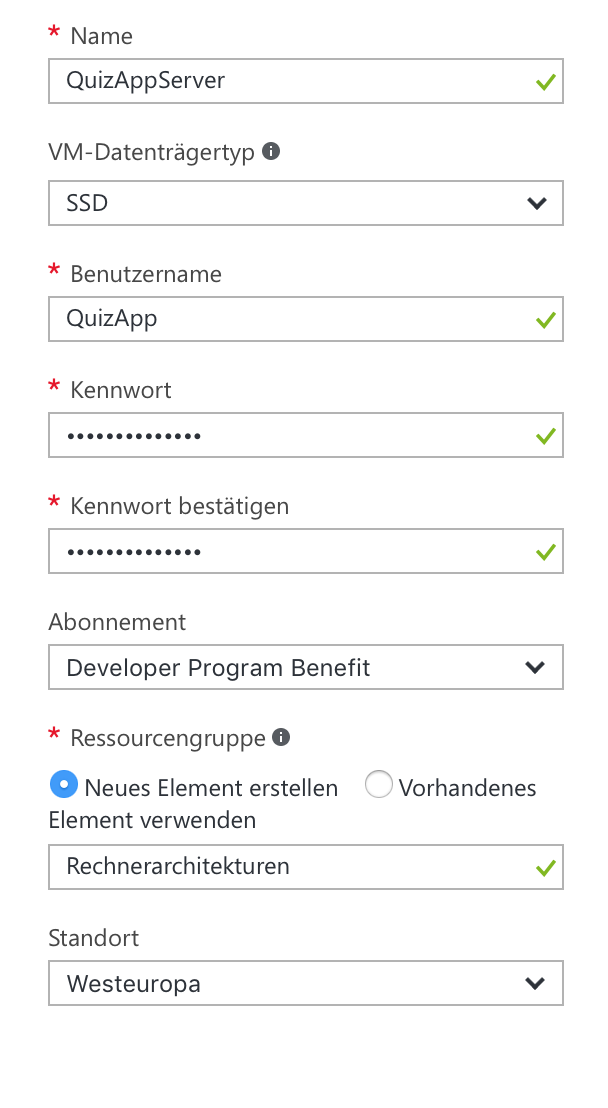 * Name
QuizAppServer
VM-Datenträgertyp
SSD
* Benutzername
QuizApp
* Kennwort
••••••••••••••
* Kennwort bestätigen
••••••••••••••
Abonnement
Developer Program Benefit
* Ressourcengruppe
Neues Element erstellen Vorhandenes
Element verwenden
Rechnerarchitekturen
Standort
Westeuropa